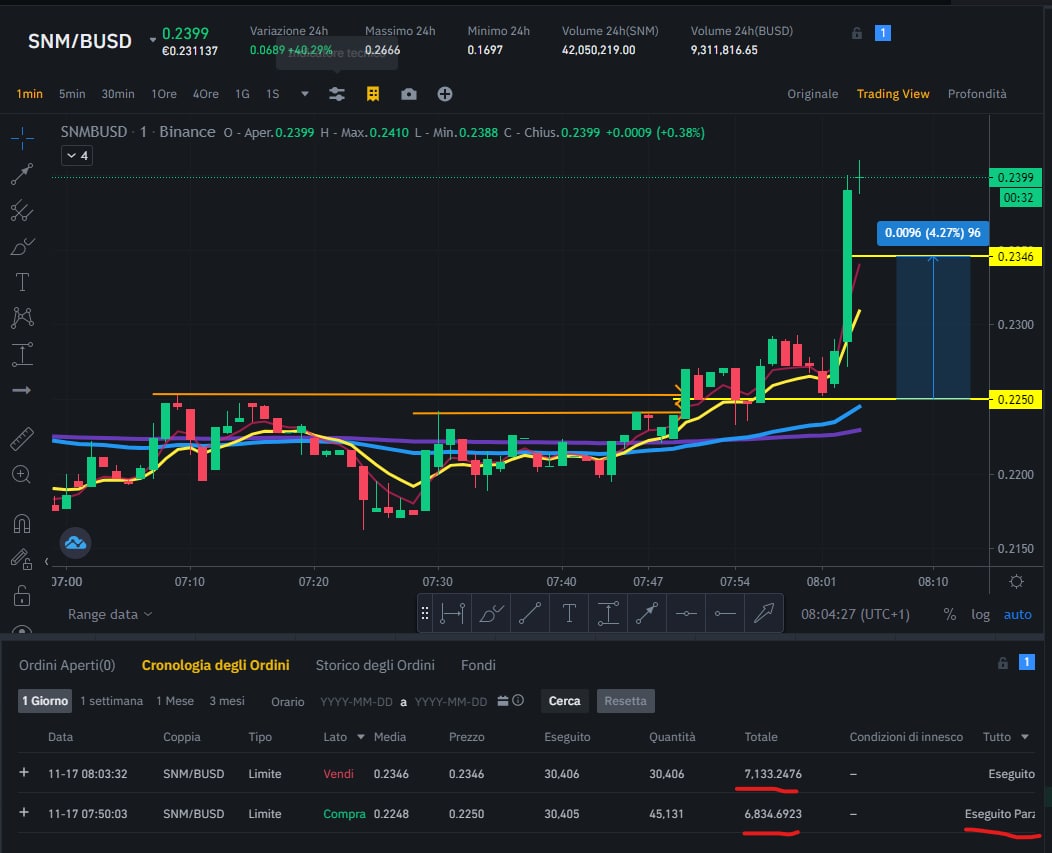 SNM/BUSD
0.2399
€0.231137
Variazione 24h
0.0689 +40.29%
Massimo 24h
0.2666
Minimo 24h
0.1697
Volume 24h(SNM)
42,050,219.00
Volume 24h(BUSD)
9,311,816.65
1
1min 5min 30min 1Ore 4Ore 1G 1S
Originale Trading View Profondità
SNMBUSD · 1 · Binance O - Aper.0.2399 H - Max.0.2410 L - Min.0.2388 C - Chius.0.2399 +0.0009 (+0.38%)
4
0.2399
00:32
0.0096 (4.27%) 96
0.2346
0.2300
0.2250
0.2200
0.2150
07:00 07:10 07:20 07:30 07:40 07:47 07:54 08:01 08:10
Range data
T
08:04:27 (UTC+1) % log auto
Ordini Aperti(0) Cronologia degli Ordini Storico degli Ordini Fondi
1
1 Giorno 1 settimana 1 Mese 3 mesi Orario YYYY-MM-DD a YYYY-MM-DD Cerca Resetta
Data Coppia Tipo Lato Media Prezzo Eseguito Quantità Totale Condizioni di innesco Tutto
+ 11-17 08:03:32 SNM/BUSD Limite Vendi 0.2346 0.2346 30,406 30,406 7,133.2476 – Eseguito
+ 11-17 07:50:03 SNM/BUSD Limite Compra 0.2248 0.2250 30,405 45,131 6,834.6923 – Eseguito Parz